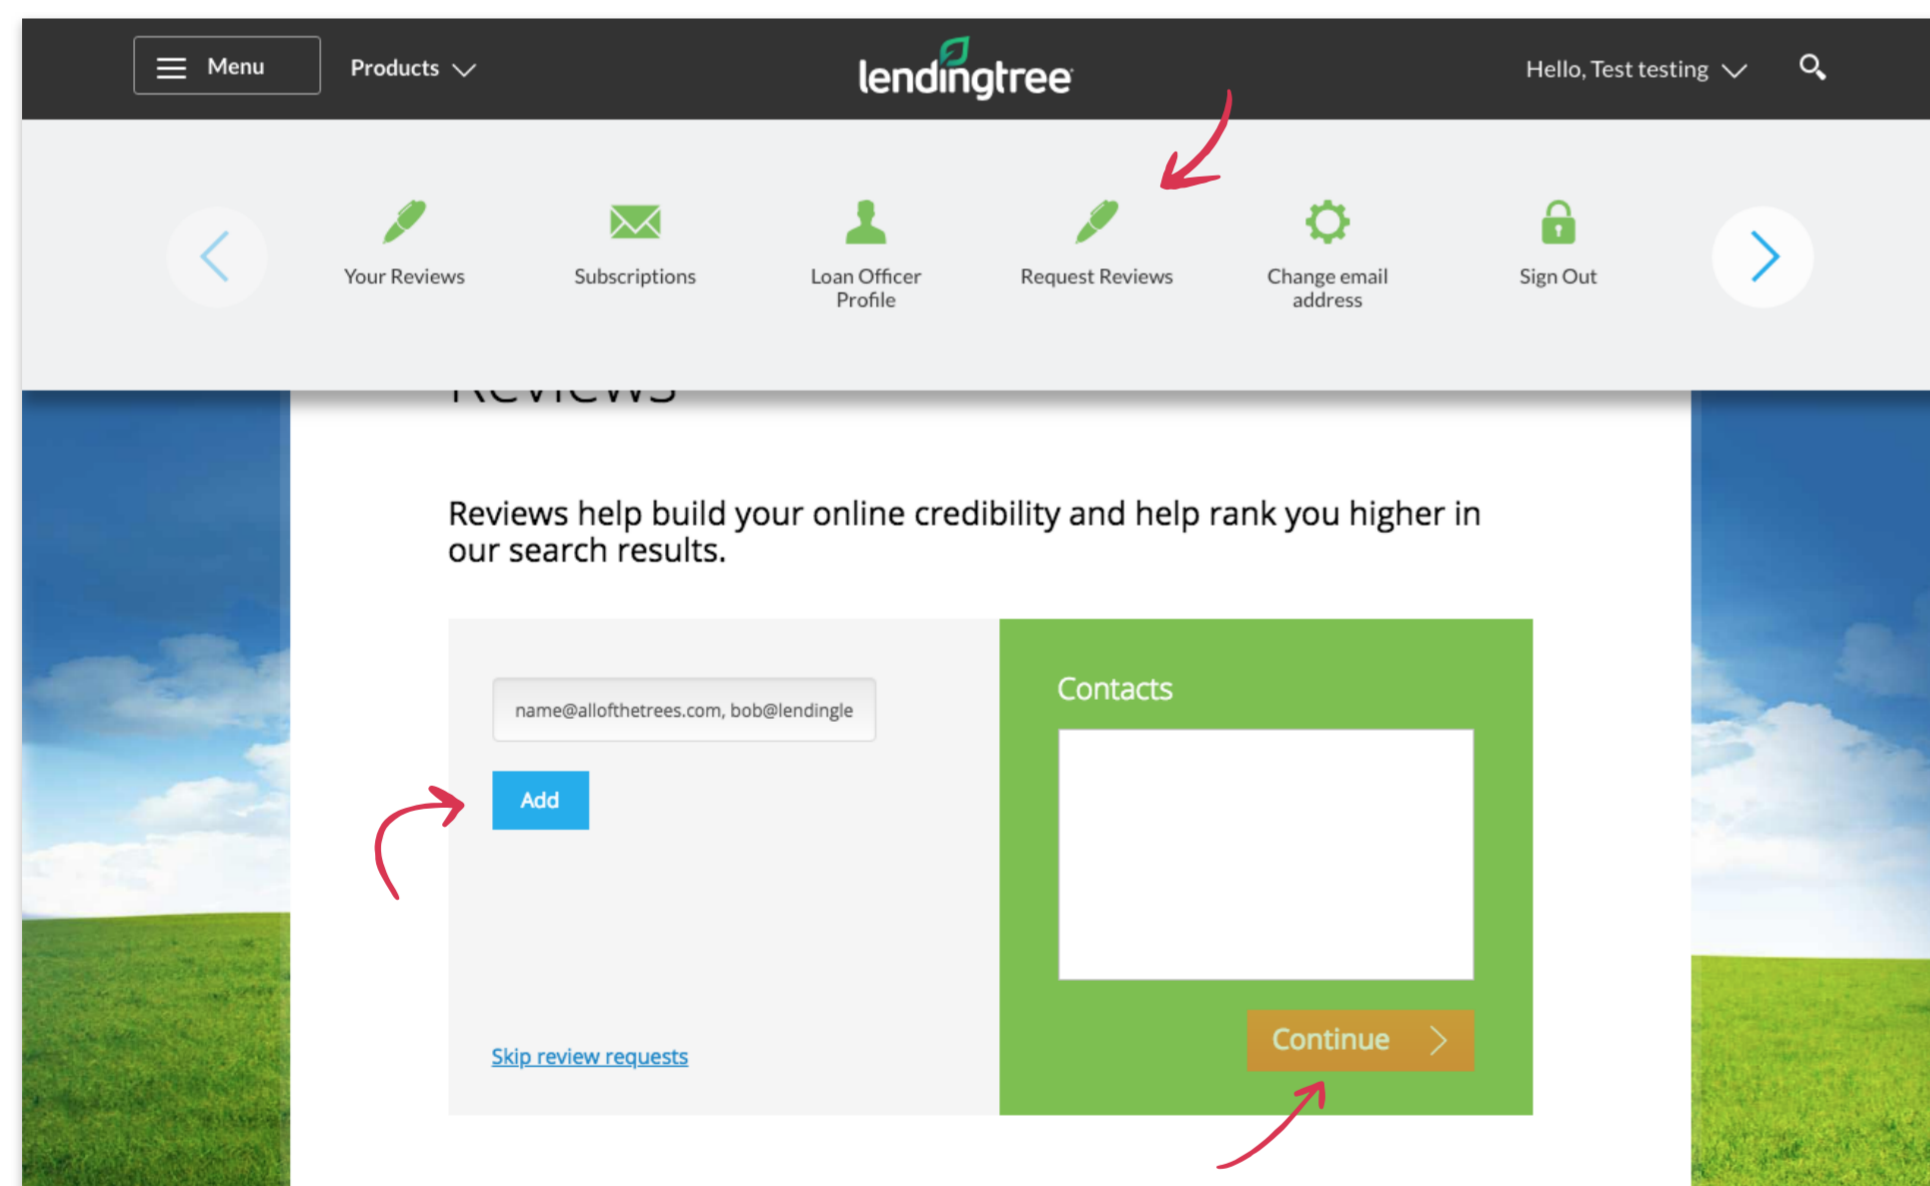 Menu
Products
lendingtree
Hello, Test testing
Your Reviews
Subscriptions
Loan Officer
Profile
Request Reviews
Change email
address
Sign Out
Reviews
Reviews help build your online credibility and help rank you higher in
our search results.
name@allofthetrees.com, bob@lendingle
Add
Skip review requests
Contacts
Continue